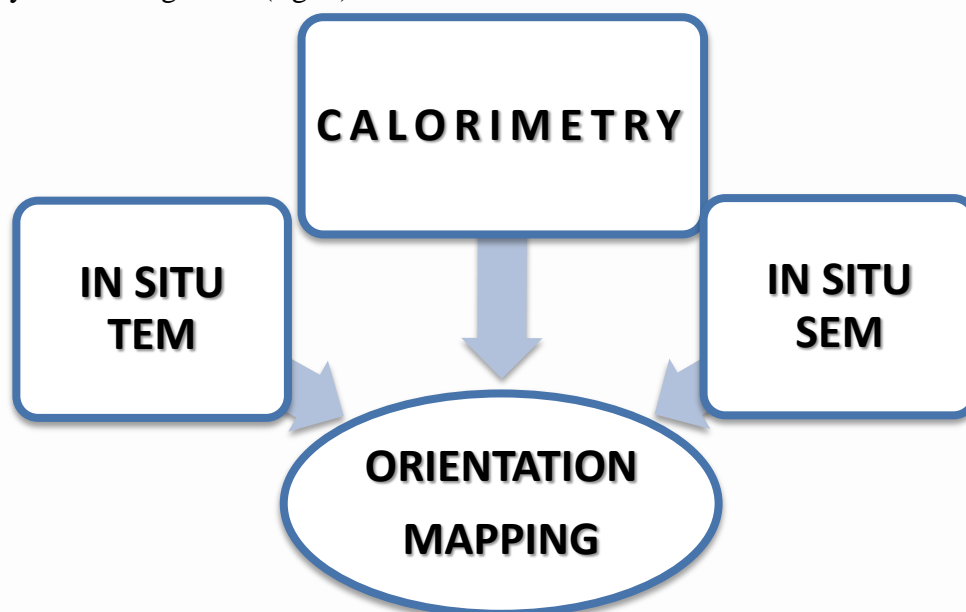 CALORIMETRY
IN SITU
TEM
IN SITU
SEM
ORIENTATION
MAPPING